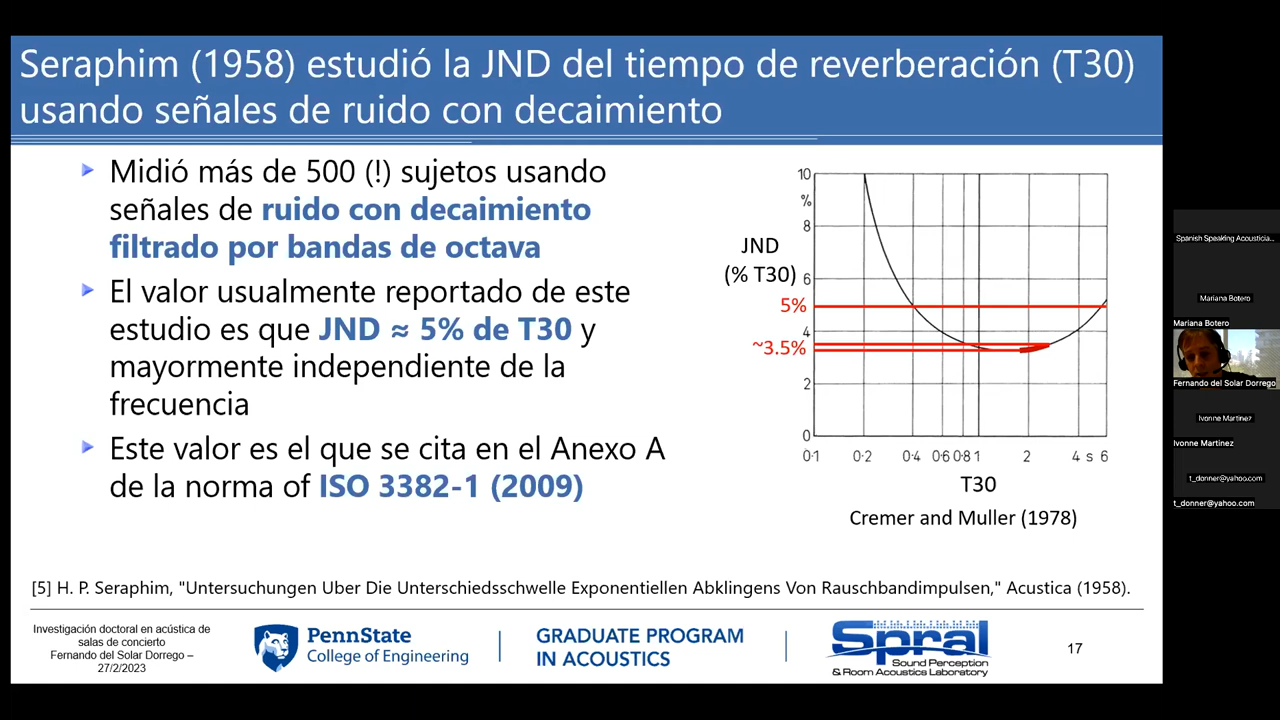 Seraphim (1958) estudió la JND del tiempo de reverberación (T30)
usando señales de ruido con decaimiento
Midió más de 500 (!) sujetos usando
señales de ruido con decaimiento
filtrado por bandas de octava
El valor usualmente reportado de este
estudio es que JND ≈ 5% de T30 y
mayormente independiente de la
frecuencia
Este valor es el que se cita en el Anexo A
de la norma of ISO 3382-1 (2009)
10
%
8
JND
(% T30)
6
5%
4
~3.5%
2
0
0·1 0·2 0·4 0·6 0·8 1 2 4 s 6
T30
Cremer and Muller (1978)
[5] H. P. Seraphim, "Untersuchungen Uber Die Unterschiedsschwelle Exponentiellen Abklingens Von Rauschbandimpulsen," Acustica (1958).
Investigación doctoral en acústica de
salas de concierto
Fernando del Solar Dorrego –
27/2/2023
PennState
College of Engineering
GRADUATE PROGRAM
IN ACOUSTICS
Spral
Sound Perception
& Room Acoustics Laboratory
17
Spanish Speaking Acousticia...
Mariana Botero
Mariana Botero
Fernando del Solar Dorrego
Ivonne Martinez
Ivonne Martinez
t_donner@yahoo.com
t_donner@yahoo.com